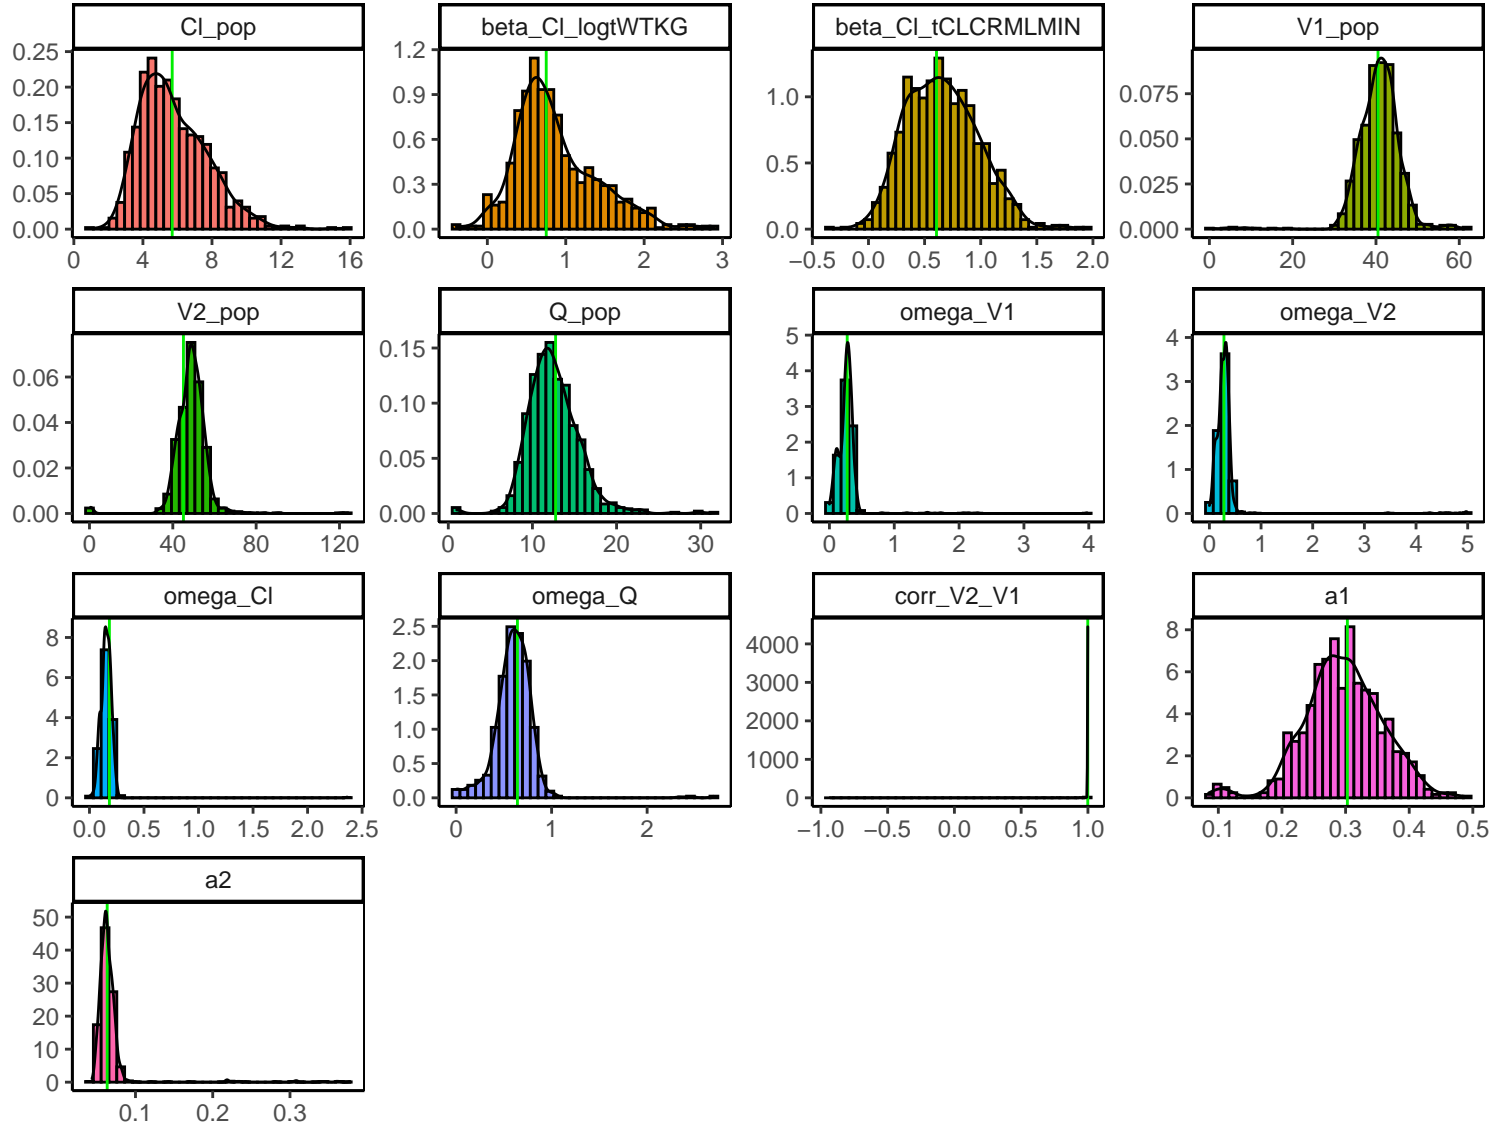 Cl_pop beta_Cl_logtWTKG beta_Cl_tCLCRMLMIN V1_pop
0.25 0.20 0.15 0.10 0.05 0.00
0 4 8 12 16
1.2 0.9 0.6 0.3 0.0
0 1 2 3
1.0 0.5 0.0
−0.5 0.0 0.5 1.0 1.5 2.0
0.075 0.050 0.025 0.000
0 20 40 60
V2_pop Q_pop omega_V1 omega_V2
0.06 0.04 0.02 0.00
0 40 80 120
0.15 0.10 0.05 0.00
0 10 20 30
5 4 3 2 1 0
0 1 2 3 4
4 3 2 1 0
0 1 2 3 4 5
omega_Cl omega_Q corr_V2_V1 a1
8 6 4 2 0
0.0 0.5 1.0 1.5 2.0 2.5
2.5 2.0 1.5 1.0 0.5 0.0
0 1 2
4000 3000 2000 1000 0
−1.0 −0.5 0.0 0.5 1.0
8 6 4 2 0
0.1 0.2 0.3 0.4 0.5
a2
50 40 30 20 10 0
0.1 0.2 0.3